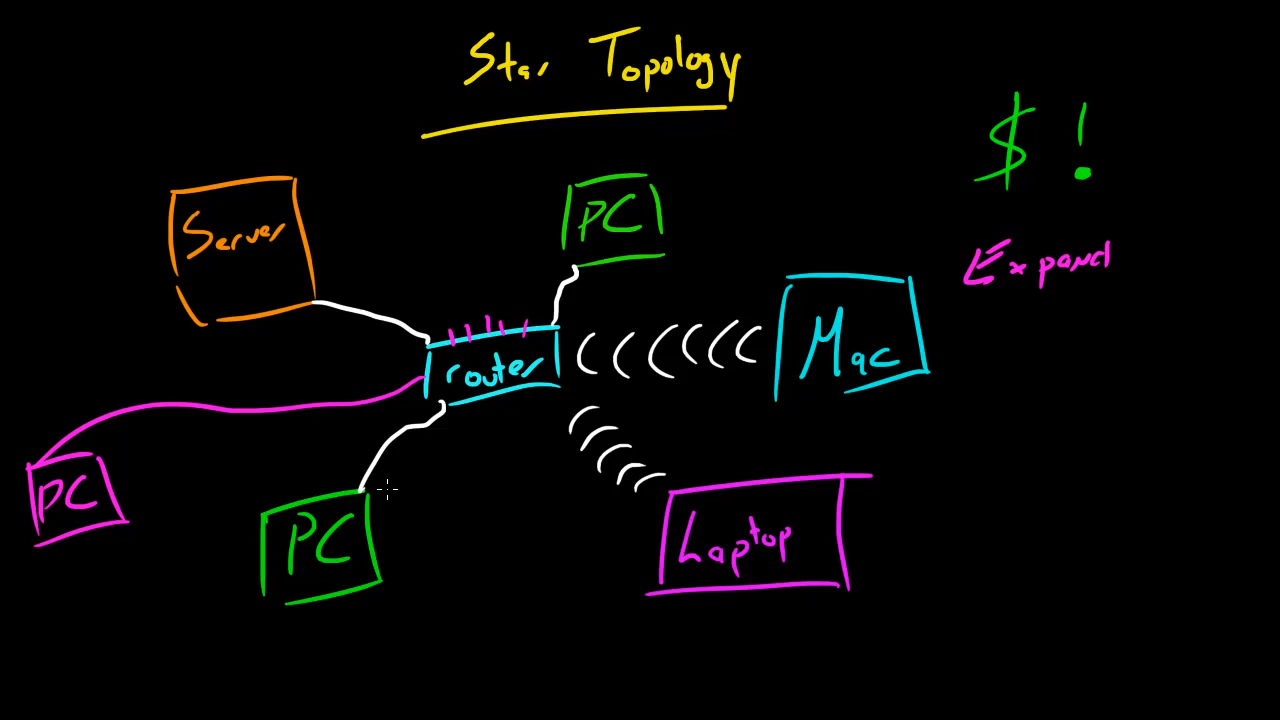 Star Topology
$ !
Server
PC
Expand
Mac
router
PC
PC
Laptop